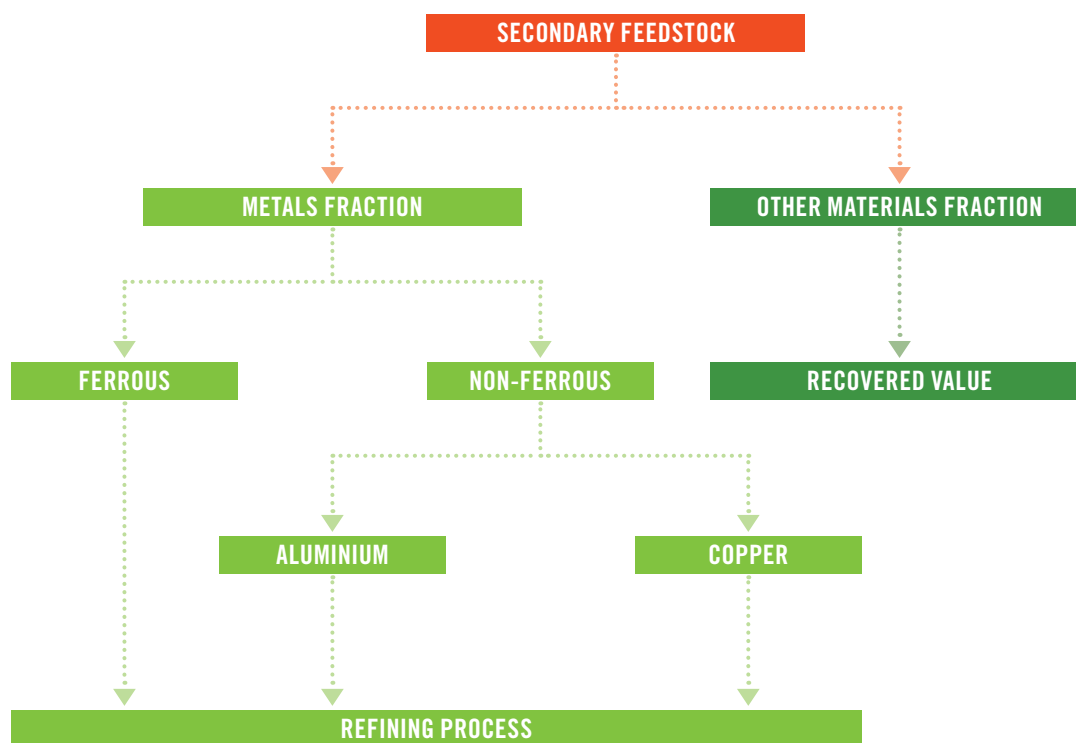 SECONDARY FEEDSTOCK
METALS FRACTION
OTHER MATERIALS FRACTION
FERROUS
NON-FERROUS
RECOVERED VALUE
ALUMINIUM
COPPER
REFINING PROCESS